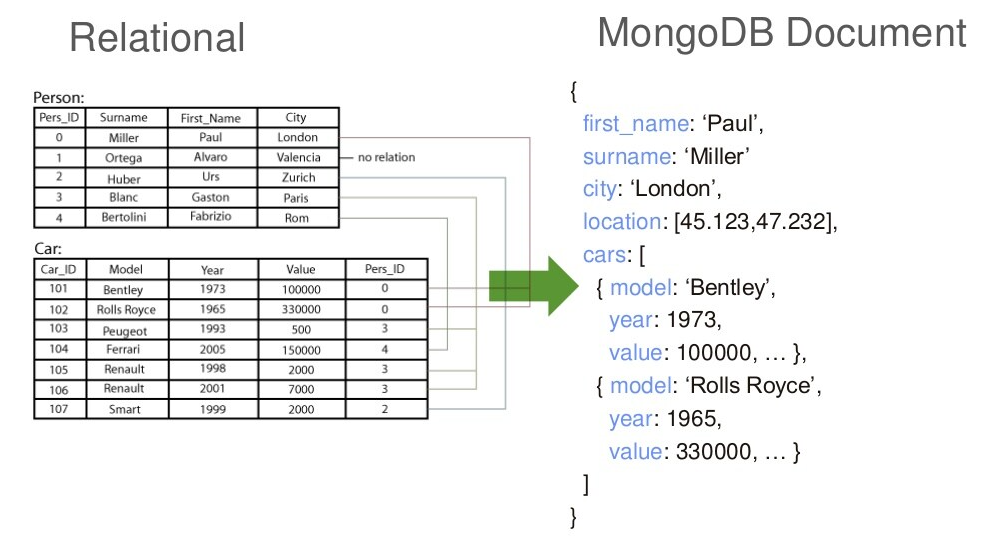 Relational
MongoDB Document
Person:
Pers_ID Surname First_Name City
0 Miller Paul London
1 Ortega Alvaro Valencia no relation
2 Huber Urs Zurich
3 Blanc Gaston Paris
4 Bertolini Fabrizio Rom
Car:
Car_ID Model Year Value Pers_ID
101 Bentley 1973 100000 0
102 Rolls Royce 1965 330000 0
103 Peugeot 1993 500 3
104 Ferrari 2005 150000 4
105 Renault 1998 2000 3
106 Renault 2001 7000 3
107 Smart 1999 2000 2
{
first_name: ‘Paul’,
surname: ‘Miller’
city: ‘London’,
location: [45.123,47.232],
cars: [
{ model: ‘Bentley’,
year: 1973,
value: 100000, … },
{ model: ‘Rolls Royce’,
year: 1965,
value: 330000, … }
]
}